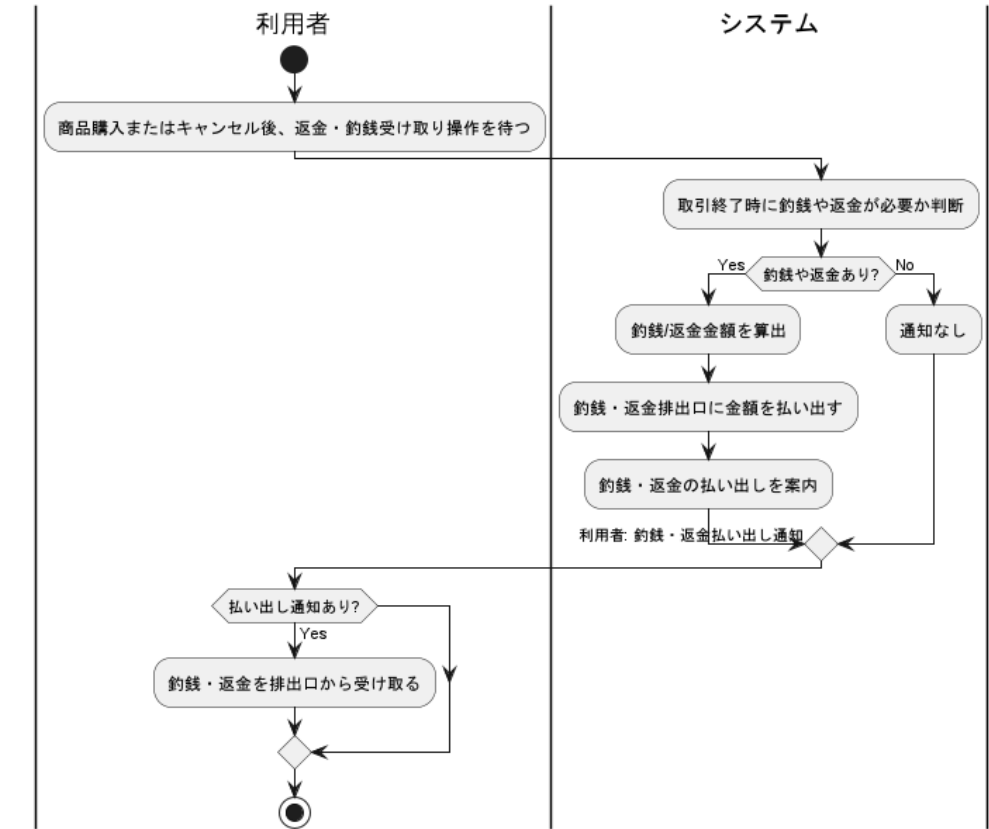 利用者
システム
商品購入またはキャンセル後、返金・釣銭受け取り操作を待つ
取引終了時に釣銭や返金が必要か判断
Yes
釣銭や返金あり?
No
釣銭/返金金額を算出
通知なし
釣銭・返金排出口に金額を払い出す
釣銭・返金の払い出しを案内
利用者: 釣銭・返金払い出し通知
払い出し通知あり?
Yes
釣銭・返金を排出口から受け取る